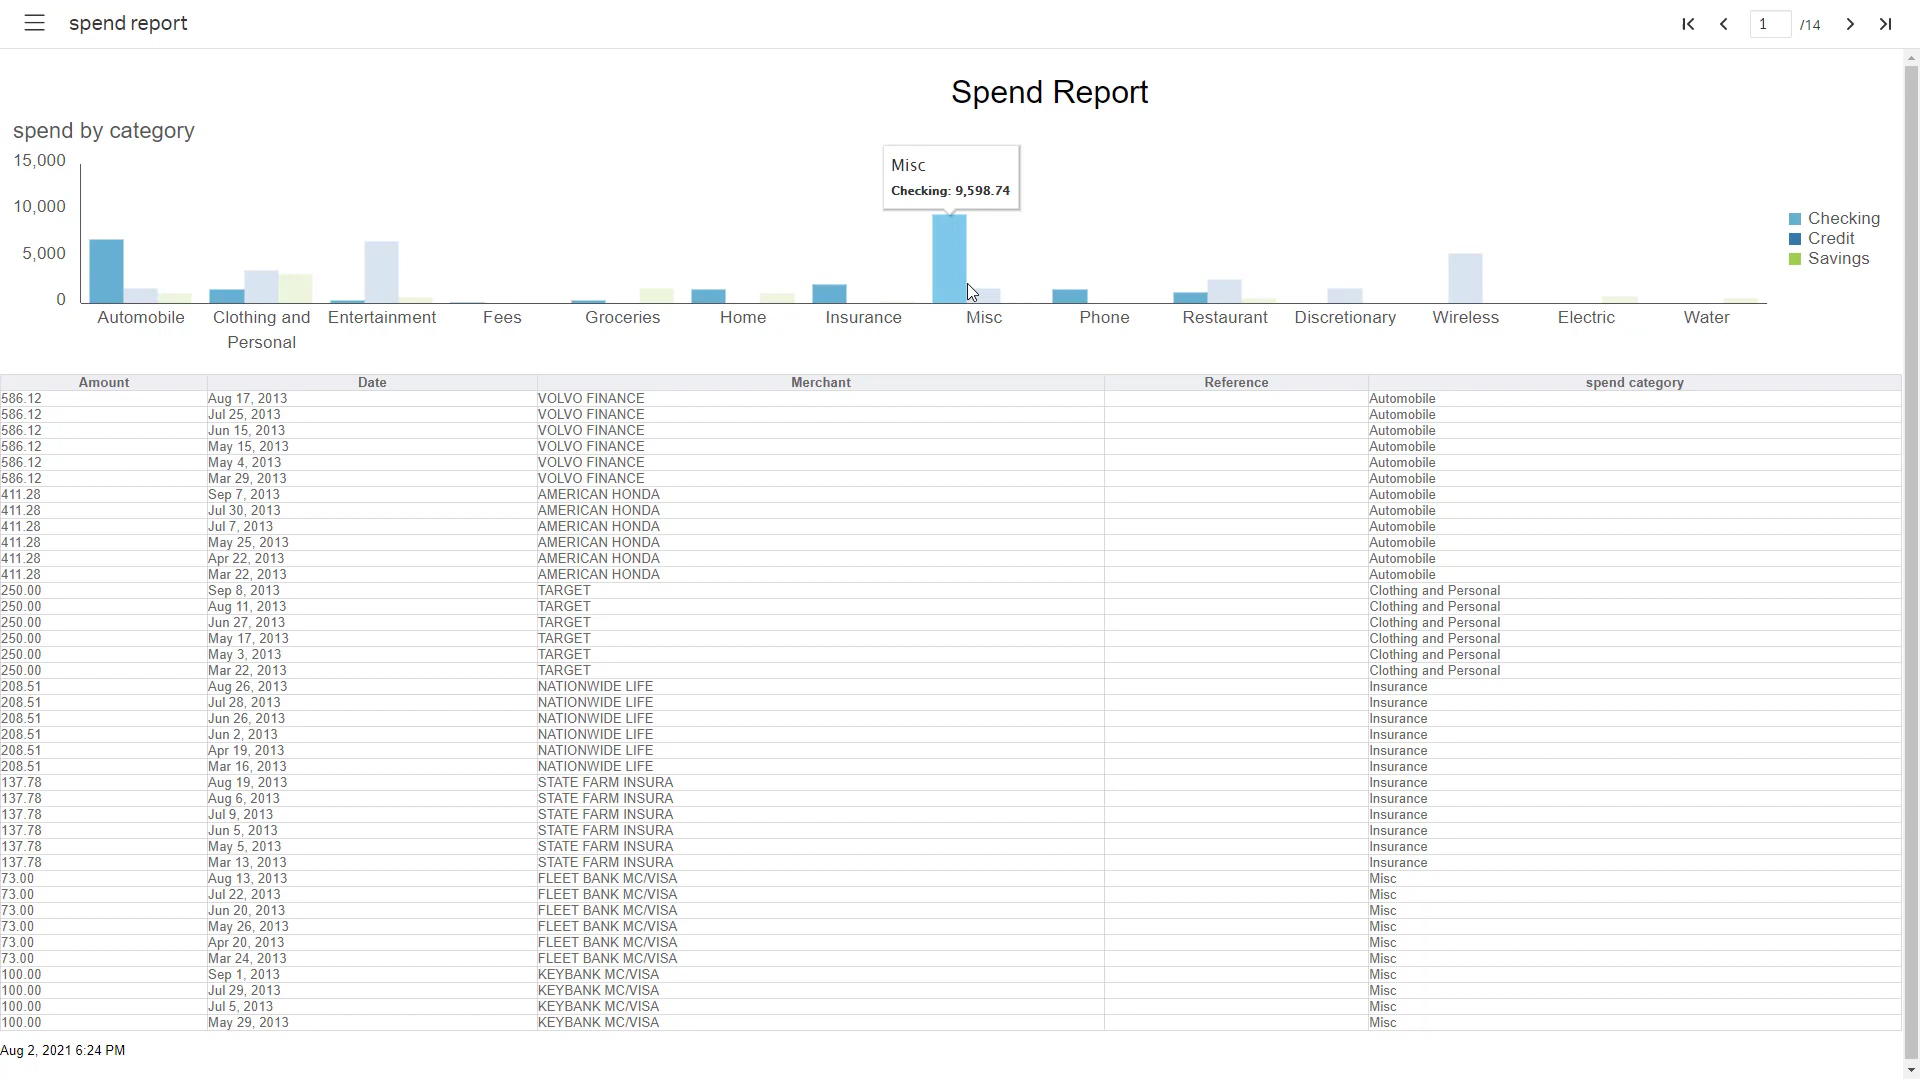 spend report
1 /14
Spend Report
spend by category
15,000
10,000
5,000
0
Misc
Checking: 9,598.74
Checking
Credit
Savings
Automobile Clothing and Personal Entertainment Fees Groceries Home Insurance Misc Phone Restaurant Discretionary Wireless Electric Water
Amount Date Merchant Reference spend category
586.12 Aug 17, 2013 VOLVO FINANCE Automobile
586.12 Jul 25, 2013 VOLVO FINANCE Automobile
586.12 Jun 15, 2013 VOLVO FINANCE Automobile
586.12 May 15, 2013 VOLVO FINANCE Automobile
586.12 May 4, 2013 VOLVO FINANCE Automobile
586.12 Mar 29, 2013 VOLVO FINANCE Automobile
411.28 Sep 7, 2013 AMERICAN HONDA Automobile
411.28 Jul 30, 2013 AMERICAN HONDA Automobile
411.28 Jul 7, 2013 AMERICAN HONDA Automobile
411.28 May 25, 2013 AMERICAN HONDA Automobile
411.28 Apr 22, 2013 AMERICAN HONDA Automobile
411.28 Mar 22, 2013 AMERICAN HONDA Automobile
250.00 Sep 8, 2013 TARGET Clothing and Personal
250.00 Aug 11, 2013 TARGET Clothing and Personal
250.00 Jun 27, 2013 TARGET Clothing and Personal
250.00 May 17, 2013 TARGET Clothing and Personal
250.00 May 3, 2013 TARGET Clothing and Personal
250.00 Mar 22, 2013 TARGET Clothing and Personal
208.51 Aug 26, 2013 NATIONWIDE LIFE Insurance
208.51 Jul 28, 2013 NATIONWIDE LIFE Insurance
208.51 Jun 26, 2013 NATIONWIDE LIFE Insurance
208.51 Jun 2, 2013 NATIONWIDE LIFE Insurance
208.51 Apr 19, 2013 NATIONWIDE LIFE Insurance
208.51 Mar 16, 2013 NATIONWIDE LIFE Insurance
137.78 Aug 19, 2013 STATE FARM INSURA Insurance
137.78 Aug 6, 2013 STATE FARM INSURA Insurance
137.78 Jul 9, 2013 STATE FARM INSURA Insurance
137.78 Jun 5, 2013 STATE FARM INSURA Insurance
137.78 May 5, 2013 STATE FARM INSURA Insurance
137.78 Mar 13, 2013 STATE FARM INSURA Insurance
73.00 Aug 13, 2013 FLEET BANK MC/VISA Misc
73.00 Jul 22, 2013 FLEET BANK MC/VISA Misc
73.00 Jun 20, 2013 FLEET BANK MC/VISA Misc
73.00 May 26, 2013 FLEET BANK MC/VISA Misc
73.00 Apr 20, 2013 FLEET BANK MC/VISA Misc
73.00 Mar 24, 2013 FLEET BANK MC/VISA Misc
100.00 Sep 1, 2013 KEYBANK MC/VISA Misc
100.00 Jul 29, 2013 KEYBANK MC/VISA Misc
100.00 Jul 5, 2013 KEYBANK MC/VISA Misc
100.00 May 29, 2013 KEYBANK MC/VISA Misc
Aug 2, 2021 6:24 PM